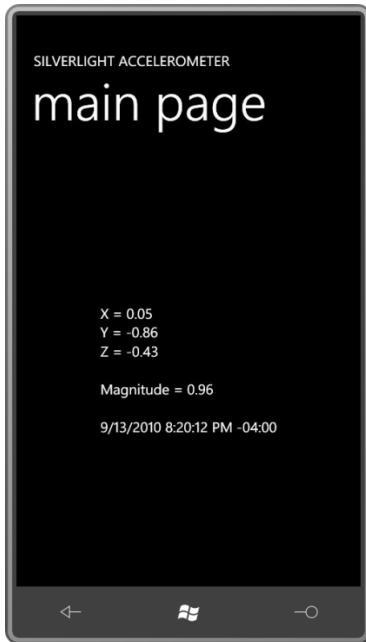 SILVERLIGHT ACCELEROMETER
main page
X = 0.05
Y = -0.86
Z = -0.43
Magnitude = 0.96
9/13/2010 8:20:12 PM -04:00